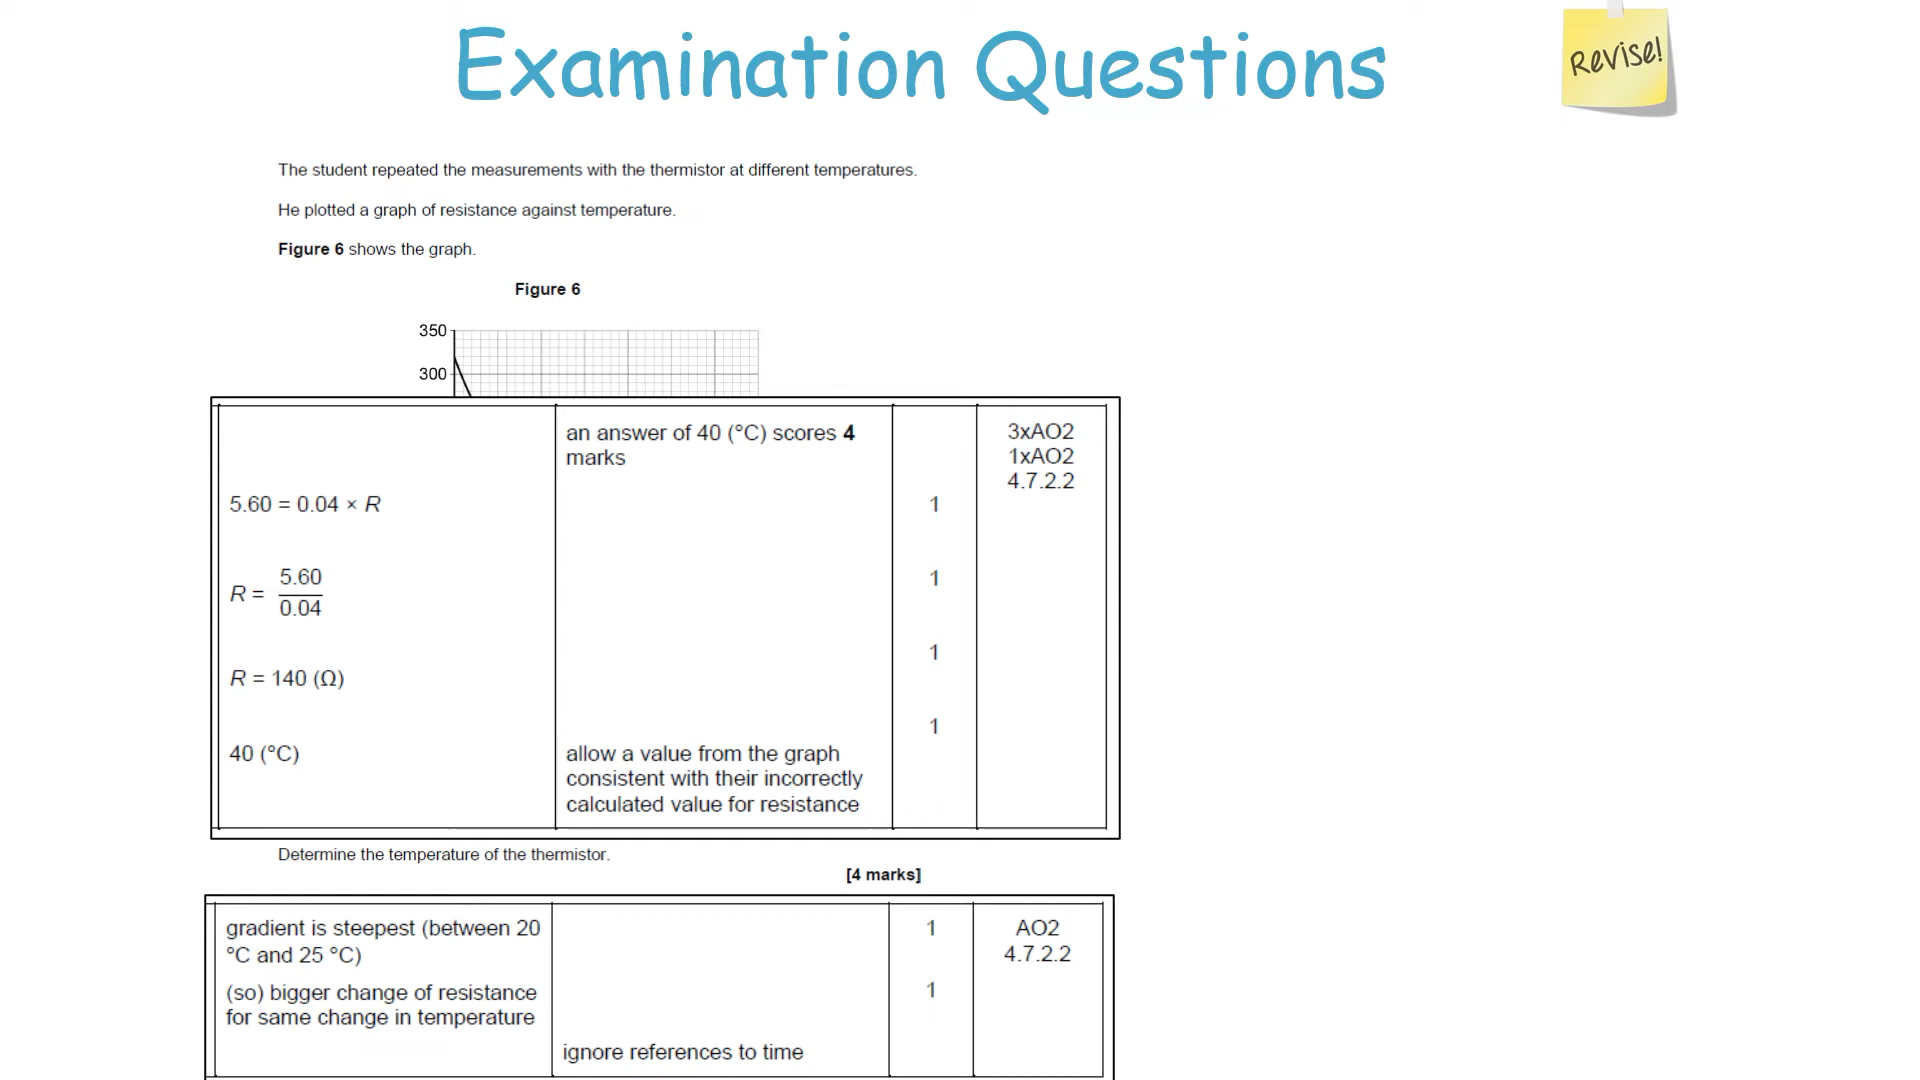 Examination Questions
Revise!
The student repeated the measurements with the thermistor at different temperatures.
He plotted a graph of resistance against temperature.
Figure 6 shows the graph.
Figure 6
350
300
an answer of 40 (°C) scores 4
marks
3xAO2
1xAO2
4.7.2.2
5.60 = 0.04 × R
1
R = 5.60
0.04
1
R = 140 (Ω)
1
40 (°C)
1
allow a value from the graph
consistent with their incorrectly
calculated value for resistance
Determine the temperature of the thermistor.
[4 marks]
gradient is steepest (between 20
°C and 25 °C)
1
AO2
4.7.2.2
(so) bigger change of resistance
for same change in temperature
1
ignore references to time